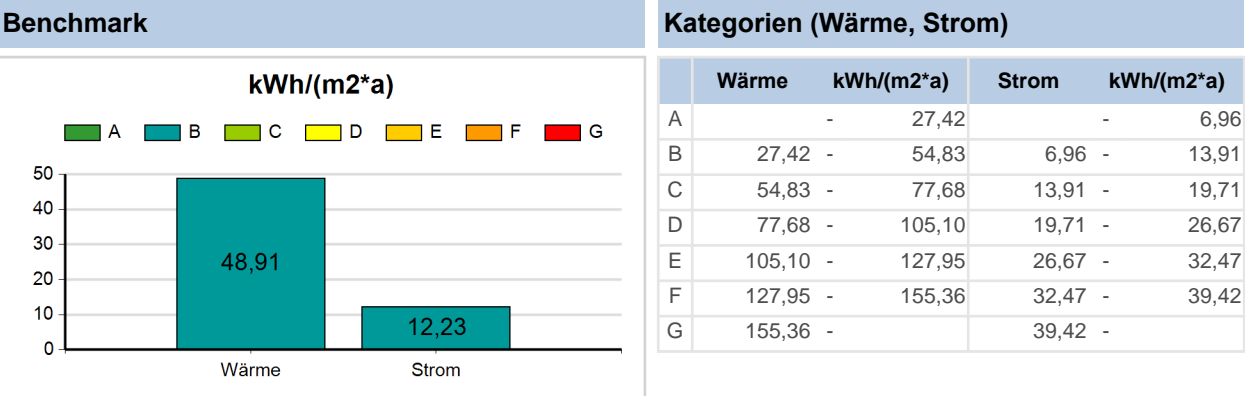 Benchmark
kWh/(m2*a)
A B C D E F G
50
40
30
20
10
0
48,91
12,23
Wärme Strom
Kategorien (Wärme, Strom)
Wärme kWh/(m2*a) Strom kWh/(m2*a)
A - 27,42 - 6,96
B 27,42 - 54,83 6,96 - 13,91
C 54,83 - 77,68 13,91 - 19,71
D 77,68 - 105,10 19,71 - 26,67
E 105,10 - 127,95 26,67 - 32,47
F 127,95 - 155,36 32,47 - 39,42
G 155,36 - 39,42 -